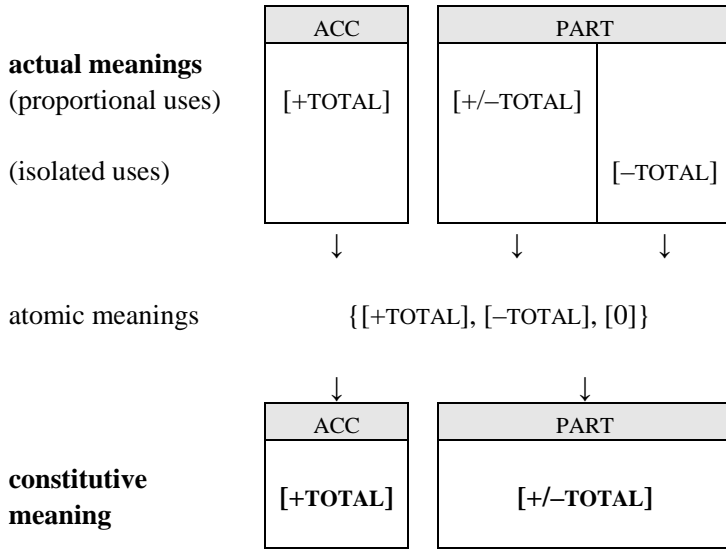 ACC PART
actual meanings
(proportional uses) [+TOTAL] [+/–TOTAL]
(isolated uses) [–TOTAL]
↓ ↓ ↓
atomic meanings {[+TOTAL], [–TOTAL], [0]}
↓ ↓
ACC PART
constitutive
meaning [+TOTAL] [+/–TOTAL]